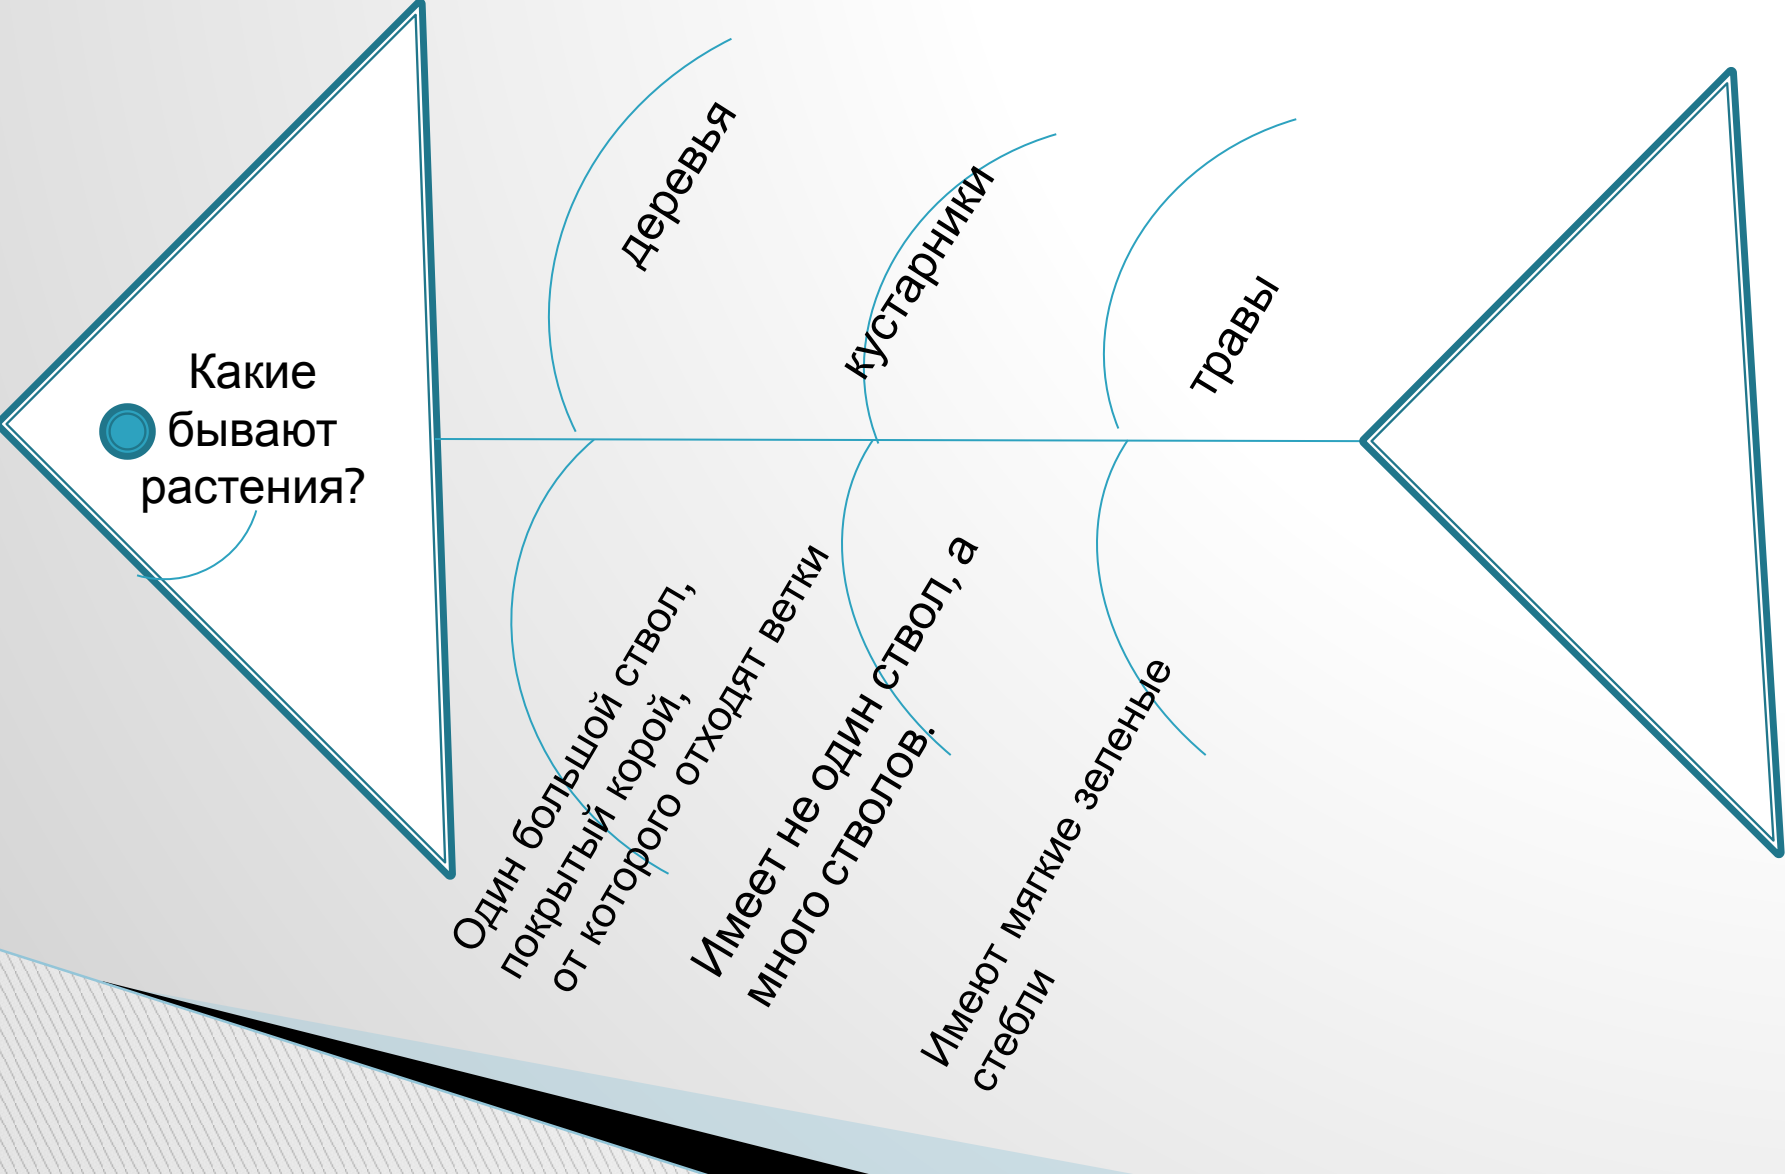 Какие
бывают
растения?
деревья
кустарники
травы
Один большой ствол,
покрытый корой,
от которого отходят ветки
Имеет не один ствол, а
много стволов.
Имеют мягкие зеленые
стебли